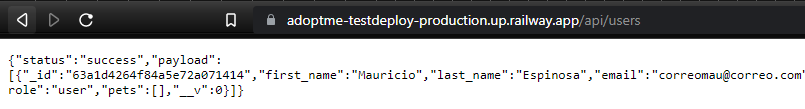 adoptme-testdeploy-production.up.railway.app/api/users
{"status":"success","payload":
[{"_id":"63a1d4264f84a5e72a071414","first_name":"Mauricio","last_name":"Espinosa","email":"correomau@correo.com"
role":"user","pets":[],"__v":0}]}